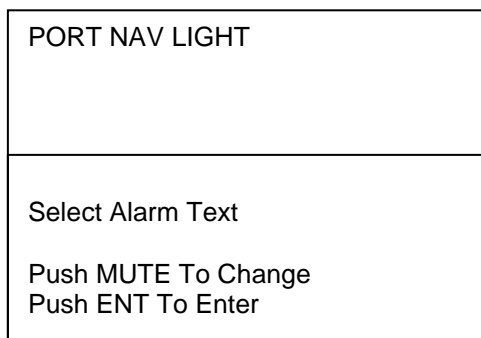 PORT NAV LIGHT
Select Alarm Text
Push MUTE To Change
Push ENT To Enter